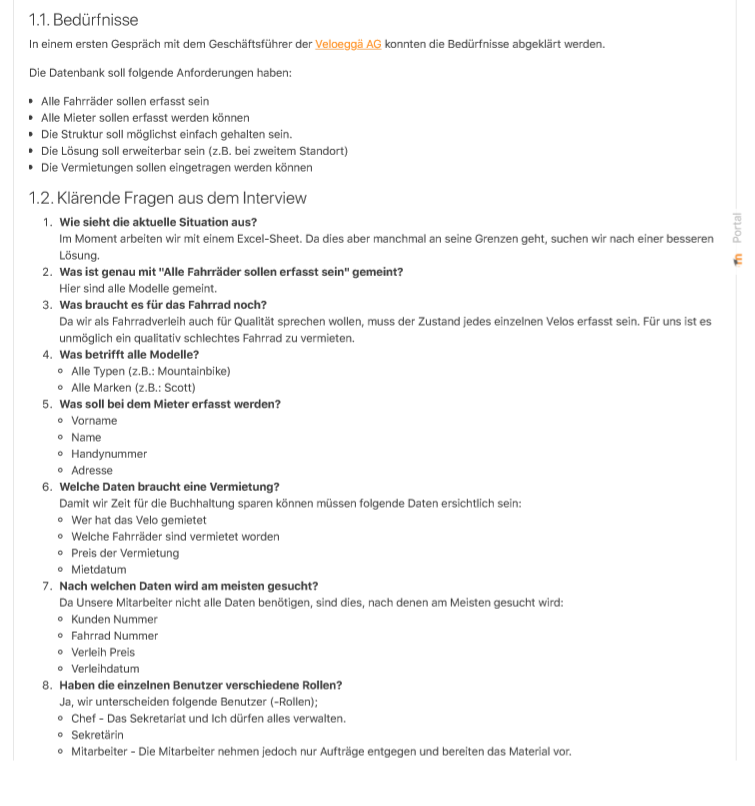 1.1. Bedürfnisse
In einem ersten Gespräch mit dem Geschäftsführer der Veloeggä AG konnten die Bedürfnisse abgeklärt werden.
Die Datenbank soll folgende Anforderungen haben:
• Alle Fahrräder sollen erfasst sein
• Alle Mieter sollen erfasst werden können
• Die Struktur soll möglichst einfach gehalten sein.
• Die Lösung soll erweiterbar sein (z.B. bei zweitem Standort)
• Die Vermietungen sollen eingetragen werden können
1.2. Klärende Fragen aus dem Interview
1. Wie sieht die aktuelle Situation aus?
Im Moment arbeiten wir mit einem Excel-Sheet. Da dies aber manchmal an seine Grenzen geht, suchen wir nach einer besseren
Lösung.
2. Was ist genau mit "Alle Fahrräder sollen erfasst sein" gemeint?
Hier sind alle Modelle gemeint.
3. Was braucht es für das Fahrrad noch?
Da wir als Fahrradverleih auch für Qualität sprechen wollen, muss der Zustand jedes einzelnen Velos erfasst sein. Für uns ist es
unmöglich ein qualitativ schlechtes Fahrrad zu vermieten.
4. Was betrifft alle Modelle?
◦ Alle Typen (z.B.: Mountainbike)
◦ Alle Marken (z.B.: Scott)
5. Was soll bei dem Mieter erfasst werden?
◦ Vorname
◦ Name
◦ Handynummer
◦ Adresse
6. Welche Daten braucht eine Vermietung?
Damit wir Zeit für die Buchhaltung sparen können müssen folgende Daten ersichtlich sein:
◦ Wer hat das Velo gemietet
◦ Welche Fahrräder sind vermietet worden
◦ Preis der Vermietung
◦ Mietdatum
7. Nach welchen Daten wird am meisten gesucht?
Da Unsere Mitarbeiter nicht alle Daten benötigen, sind dies, nach denen am Meisten gesucht wird:
◦ Kunden Nummer
◦ Fahrrad Nummer
◦ Verleih Preis
◦ Verleihdatum
8. Haben die einzelnen Benutzer verschiedene Rollen?
Ja, wir unterscheiden folgende Benutzer (-Rollen);
◦ Chef - Das Sekretariat und Ich dürfen alles verwalten.
◦ Sekretärin
◦ Mitarbeiter - Die Mitarbeiter nehmen jedoch nur Aufträge entgegen und bereiten das Material vor.
Portal